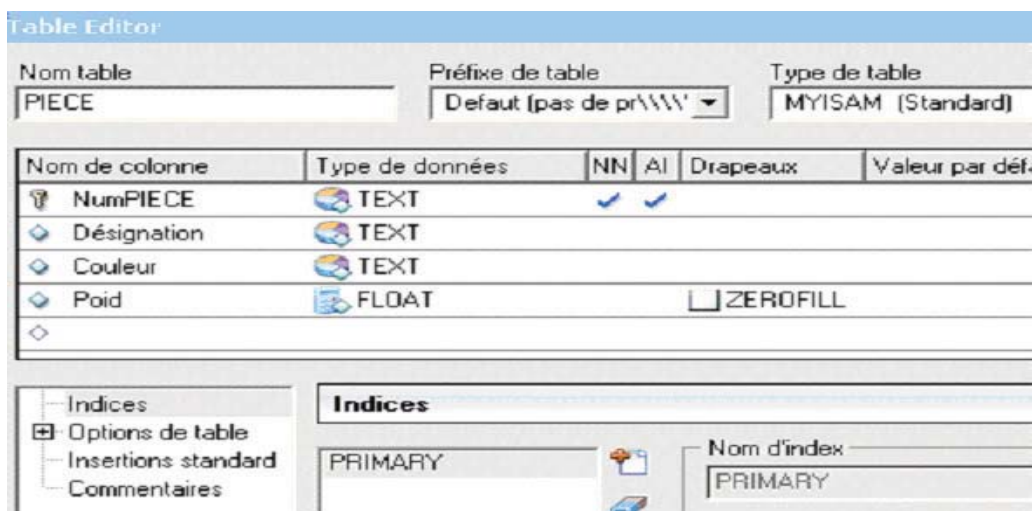 Table Editor
Nom table Préfixe de table Type de table
PIECE Defaut (pas de pr\\\\' MYISAM (Standard)
Nom de colonne Type de données NN AI Drapeaux Valeur par défa
NumPIECE TEXT
Désignation TEXT
Couleur TEXT
Poid FLOAT ZEROFILL
Indices Indices
Options de table
Insertions standard PRIMARY Nom d'index
Commentaires PRIMARY